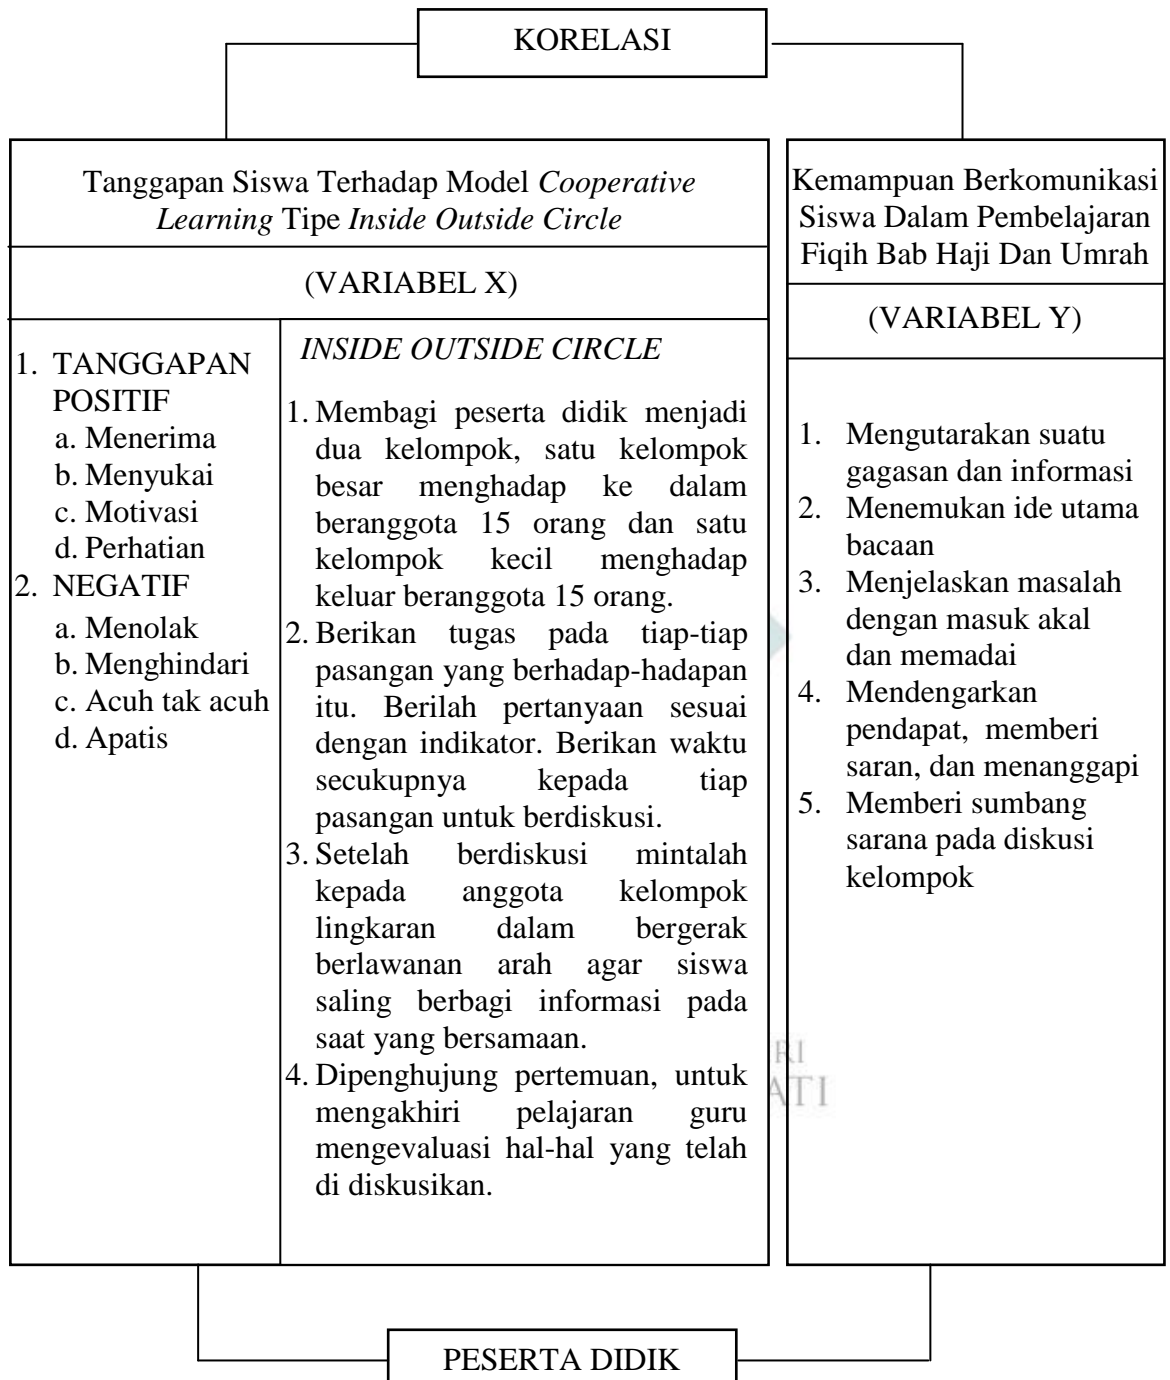 KORELASI
Tanggapan Siswa Terhadap Model Cooperative
Learning Tipe Inside Outside Circle
(VARIABEL X)
1. TANGGAPAN
POSITIF
a. Menerima
b. Menyukai
c. Motivasi
d. Perhatian
2. NEGATIF
a. Menolak
b. Menghindari
c. Acuh tak acuh
d. Apatis
INSIDE OUTSIDE CIRCLE
1. Membagi peserta didik menjadi
dua kelompok, satu kelompok
besar menghadap ke dalam
beranggota 15 orang dan satu
kelompok kecil menghadap
keluar beranggota 15 orang.
2. Berikan tugas pada tiap-tiap
pasangan yang berhadap-hadapan
itu. Berilah pertanyaan sesuai
dengan indikator. Berikan waktu
secukupnya kepada tiap
pasangan untuk berdiskusi.
3. Setelah berdiskusi mintalah
kepada anggota kelompok
lingkaran dalam bergerak
berlawanan arah agar siswa
saling berbagi informasi pada
saat yang bersamaan.
4. Dipenghujung pertemuan, untuk
mengakhiri pelajaran guru
mengevaluasi hal-hal yang telah
di diskusikan.
Kemampuan Berkomunikasi
Siswa Dalam Pembelajaran
Fiqih Bab Haji Dan Umrah
(VARIABEL Y)
1. Mengutarakan suatu
gagasan dan informasi
2. Menemukan ide utama
bacaan
3. Menjelaskan masalah
dengan masuk akal
dan memadai
4. Mendengarkan
pendapat, memberi
saran, dan menanggapi
5. Memberi sumbang
sarana pada diskusi
kelompok
RI
ATI
PESERTA DIDIK